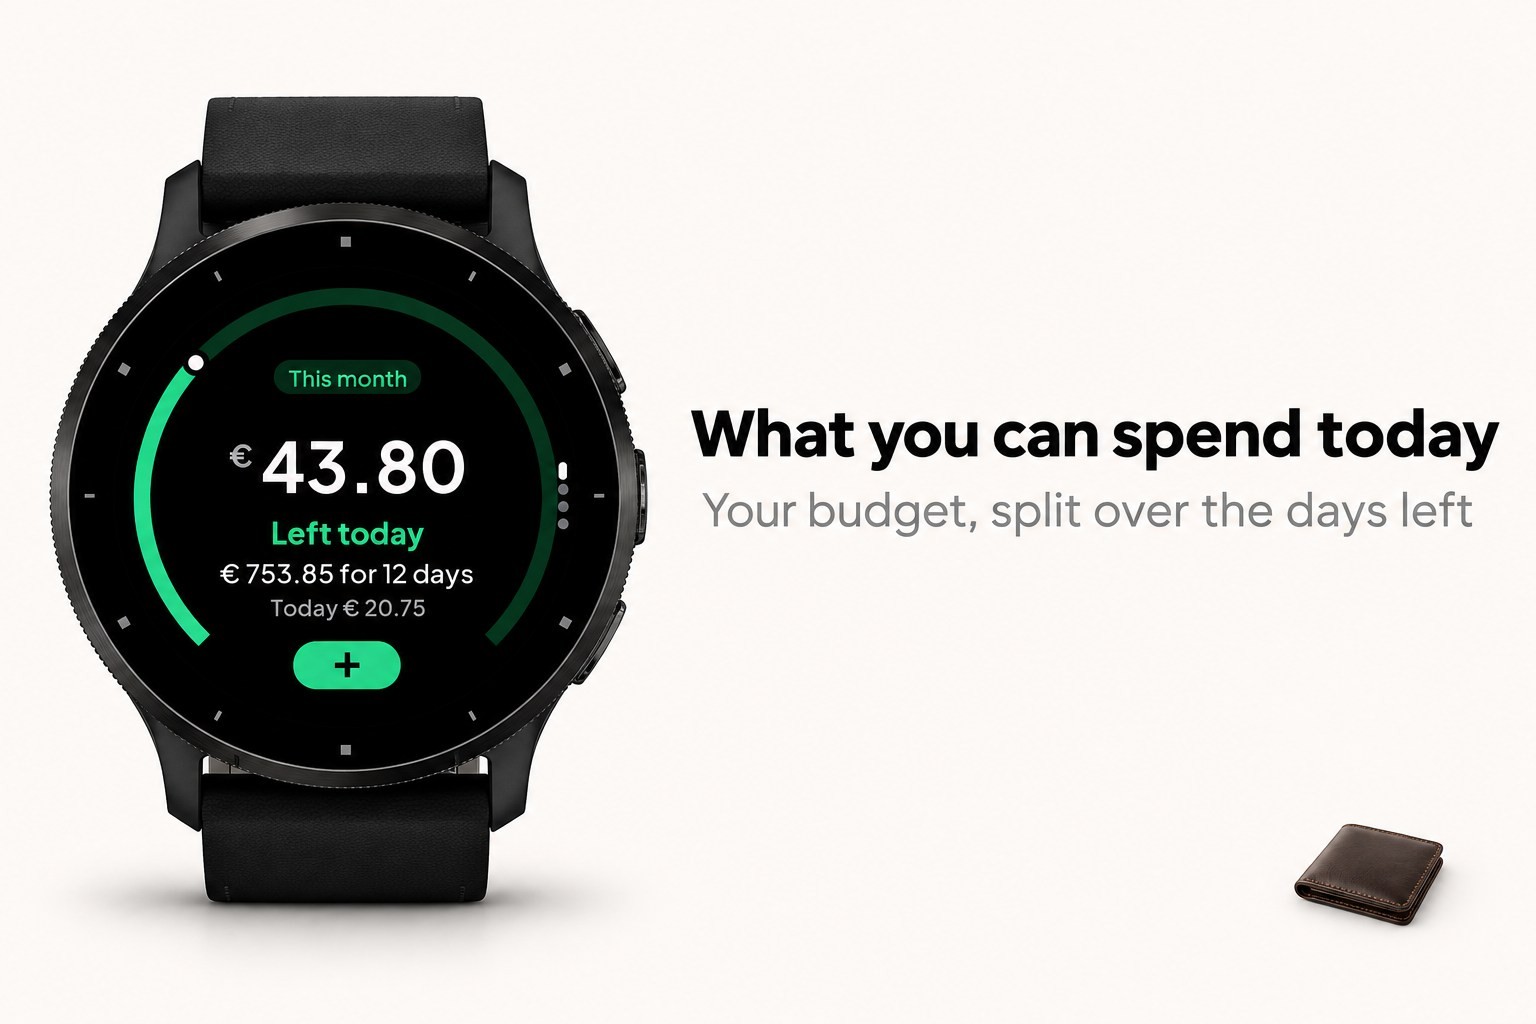 This month
€ 43.80
Left today
€ 753.85 for 12 days
Today € 20.75
+
What you can spend today
Your budget, split over the days left